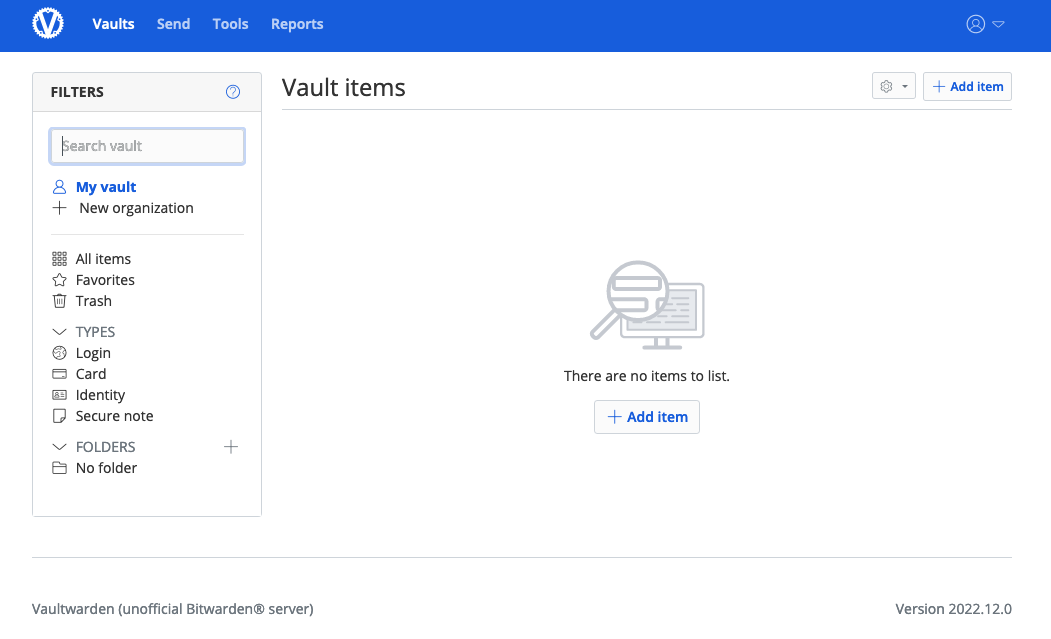 Vaults Send Tools Reports
FILTERS
Search vault
My vault
New organization
All items
Favorites
Trash
TYPES
Login
Card
Identity
Secure note
FOLDERS
No folder
Vault items
Add item
There are no items to list.
Add item
Vaultwarden (unofficial Bitwarden® server)
Version 2022.12.0